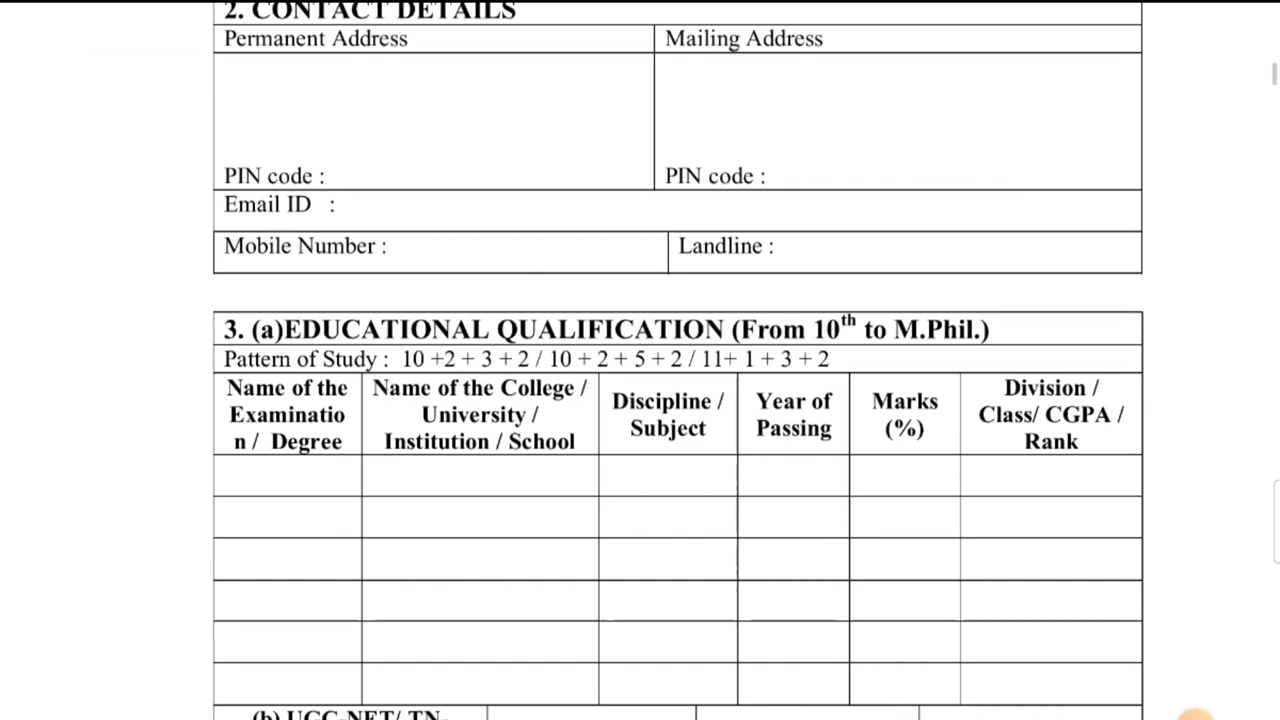 2. CONTACT DETAILS
Permanent Address
Mailing Address
PIN code :
PIN code :
Email ID :
Mobile Number :
Landline :
3. (a)EDUCATIONAL QUALIFICATION (From 10th to M.Phil.)
Pattern of Study : 10 +2 + 3 + 2 / 10 + 2 + 5 + 2 / 11+ 1 + 3 + 2
Name of the
Examinatio
n / Degree
Name of the College /
University /
Institution / School
Discipline /
Subject
Year of
Passing
Marks
(%)
Division /
Class/ CGPA /
Rank
(b) UGC-NET/ TN-